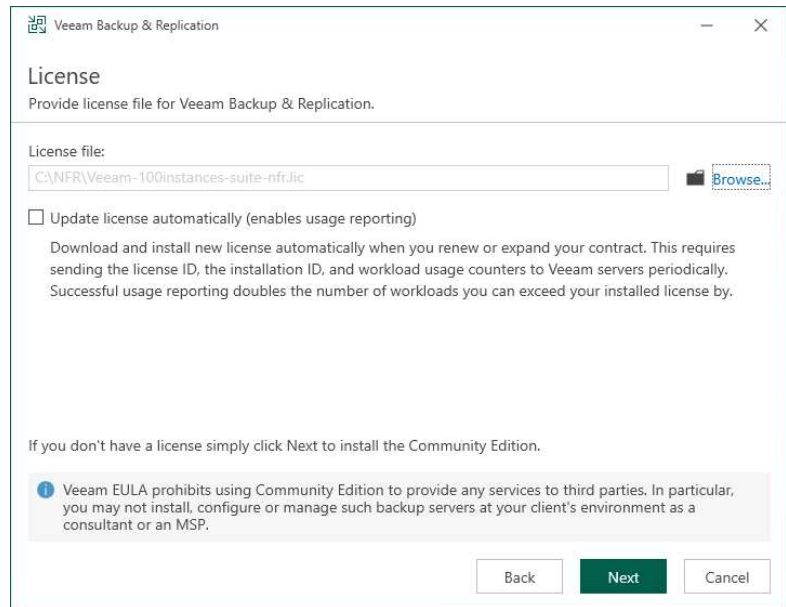 Veeam Backup & Replication
License
Provide license file for Veeam Backup & Replication.
License file:
C:\NFR\Veeam-100instances-suite-nfr.lic
Browse...
Update license automatically (enables usage reporting)
Download and install new license automatically when you renew or expand your contract. This requires
sending the license ID, the installation ID, and workload usage counters to Veeam servers periodically.
Successful usage reporting doubles the number of workloads you can exceed your installed license by.
If you don't have a license simply click Next to install the Community Edition.
Veeam EULA prohibits using Community Edition to provide any services to third parties. In particular,
you may not install, configure or manage such backup servers at your client's environment as a
consultant or an MSP.
Back
Next
Cancel